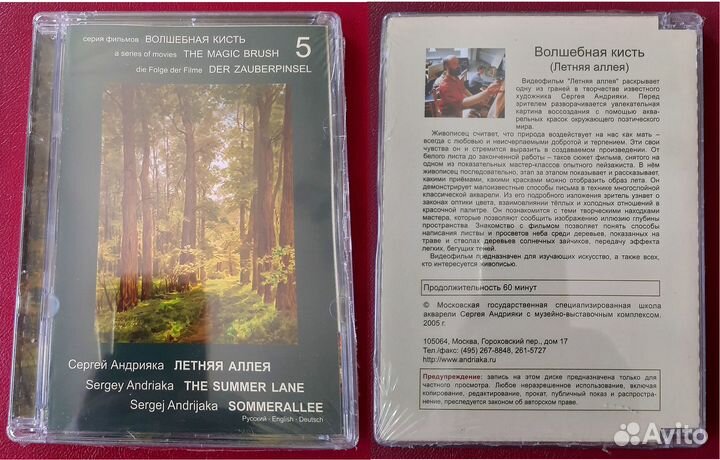 серия фильмов ВОЛШЕБНАЯ КИСТЬ
a series of movies THE MAGIC BRUSH 5
die Folge der Filme DER ZAUBERPINSEL
Сергей Андрияка ЛЕТНЯЯ АЛЛЕЯ
Sergey Andriaka THE SUMMER LANE
Sergej Andrijaka SOMMERALLEE
Русский - English - Deutsch
Волшебная кисть
(Летняя аллея)
Видеофильм "Летняя аллея" раскрывает
одну из граней в творчестве известного
художника Сергея Андрияки. Перед
зрителем разворачивается увлекательная
картина воссоздания с помощью аква-
рельных красок окружающего поэтического
мира.
Живописец считает, что природа воздействует на нас как мать –
всегда с любовью и неисчерпаемыми добротой и терпением. Эти свои
чувства он и стремится выразить в создаваемом произведении. От
белого листа до законченной работы – таков сюжет фильма, снятого на
одном из показательных мастер-классов опытного пейзажиста. В нём
живописец последовательно, этап за этапом показывает и рассказывает,
какими приёмами, какими красками можно отобразить образ лета. Он
демонстрирует малоизвестные способы письма в технике многослойной
классической акварели. Из его подробного изложения зритель узнает о
законах оптики цвета, взаимовлиянии тёплых и холодных отношений в
красочной палитре. Он познакомится с теми творческими находками
мастера, которые позволяют сообщить изображению иллюзию глубины
пространства. Знакомство с фильмом позволяет понять способы
написания листвы и просветов неба среди деревьев, показанных на
траве и стволах деревьев солнечных зайчиков, передачу эффекта
легких, бегущих теней.
Видеофильм предназначен для изучающих искусство, а также всех,
кто интересуется живописью.
Продолжительность 60 минут
© Московская государственная специализированная школа
акварели Сергея Андрияки с музейно-выставочным комплексом.
2005 г.
105064, Москва, Гороховский пер., дом 17
Тел./факс: (495) 267-8848, 261-5727
http://www.andriaka.ru
Предупреждение: запись на этом диске предназначена только для
частного просмотра. Любое неразрешенное использование, включая
копирование, редактирование, прокат, публичный показ и распростра-
нение, преследуется законом об авторском праве.
Avito